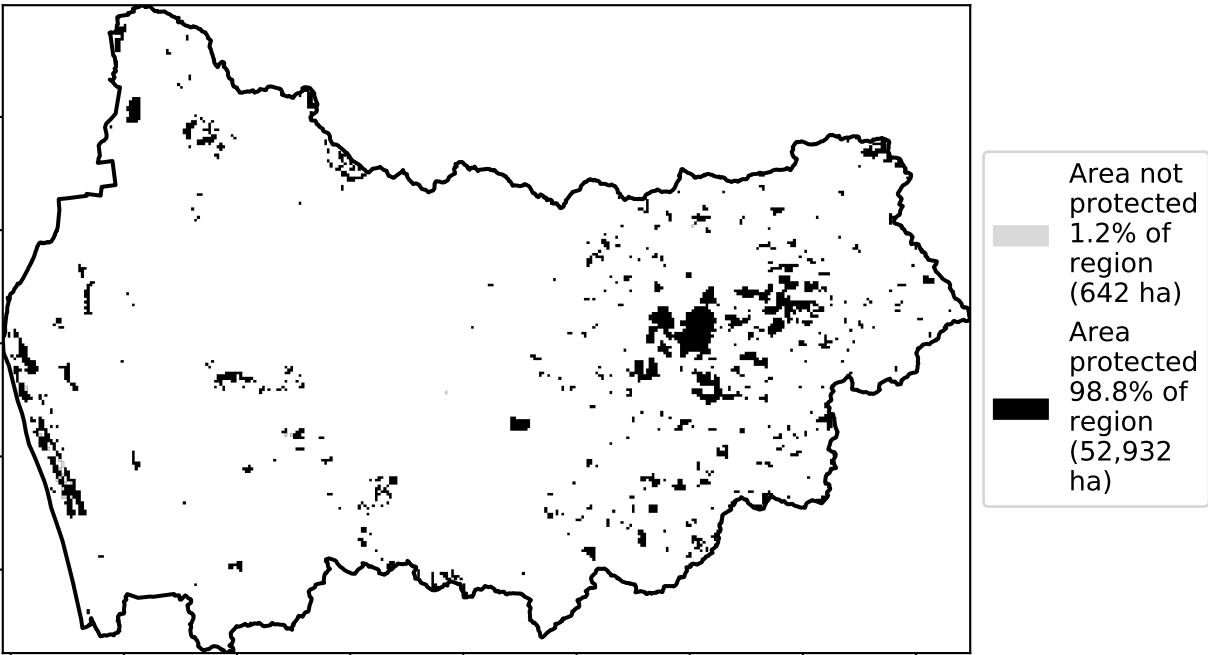 Area not
protected
1.2% of
region
(642 ha)
Area
protected
98.8% of
region
(52,932
ha)